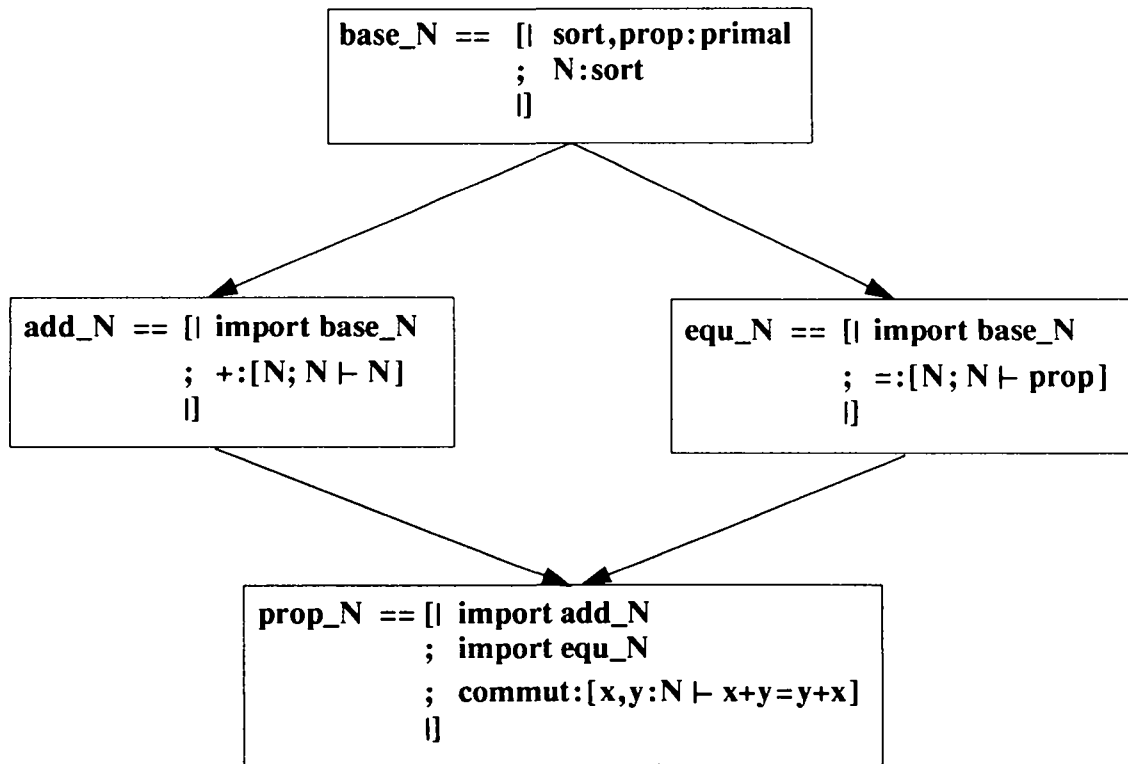 base_N == [| sort,prop:primal
; N:sort
|]
add_N == [| import base_N
; +:[N; N ⊢ N]
|]
equ_N == [| import base_N
; =:[N; N ⊢ prop]
|]
prop_N == [| import add_N
; import equ_N
; commut:[x,y:N ⊢ x+y=y+x]
|]